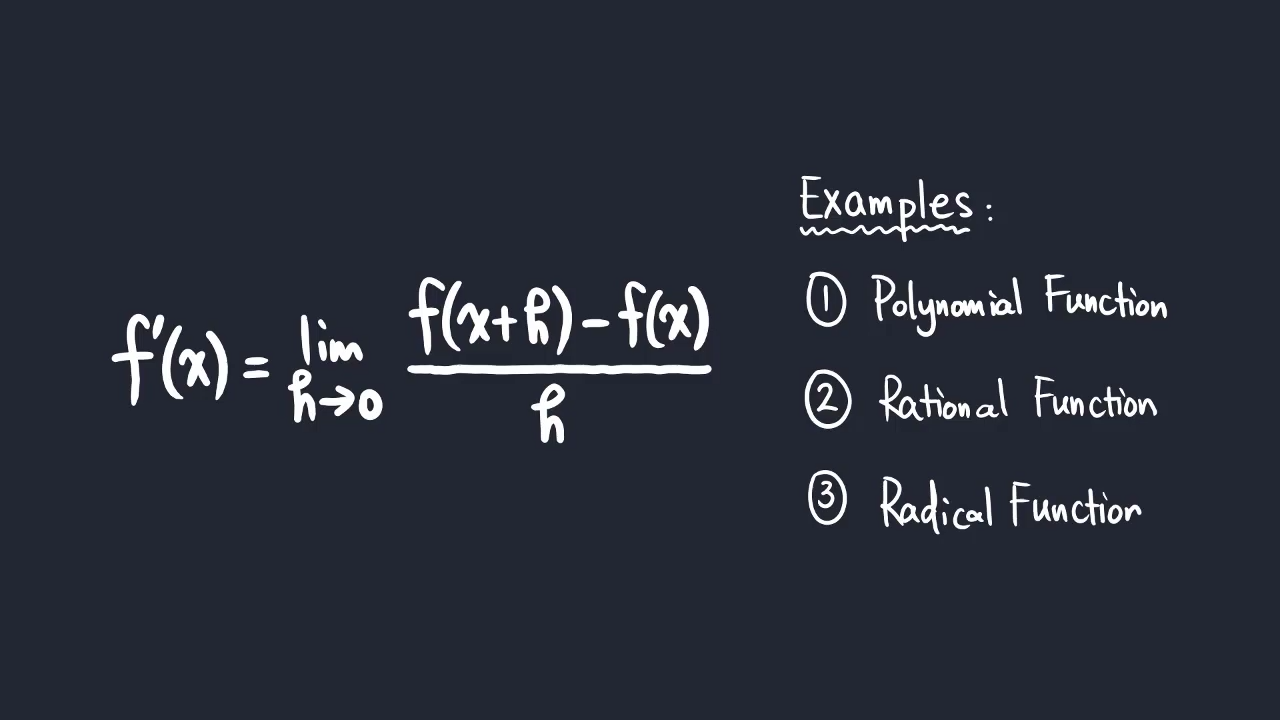 f'(x) = lim h→0 f(x+h) – f(x) / h
Examples:
① Polynomial Function
② Rational Function
③ Radical Function